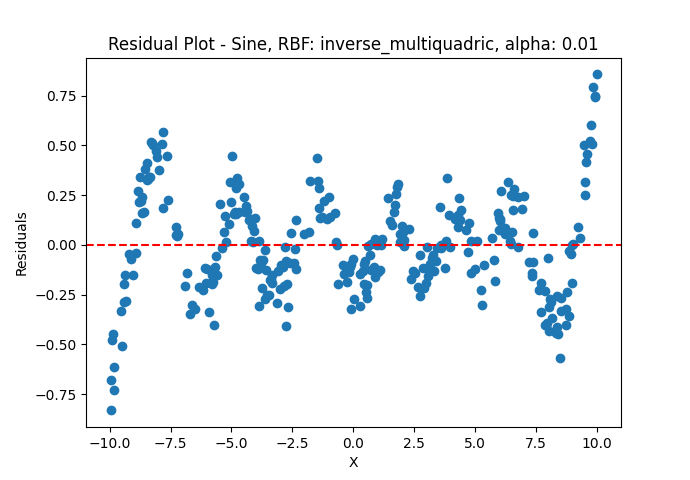 Residual Plot - Sine, RBF: inverse_multiquadric, alpha: 0.01
0.75
0.50
0.25
0.00
−0.25
−0.50
−0.75
Residuals
−10.0 −7.5 −5.0 −2.5 0.0 2.5 5.0 7.5 10.0
X